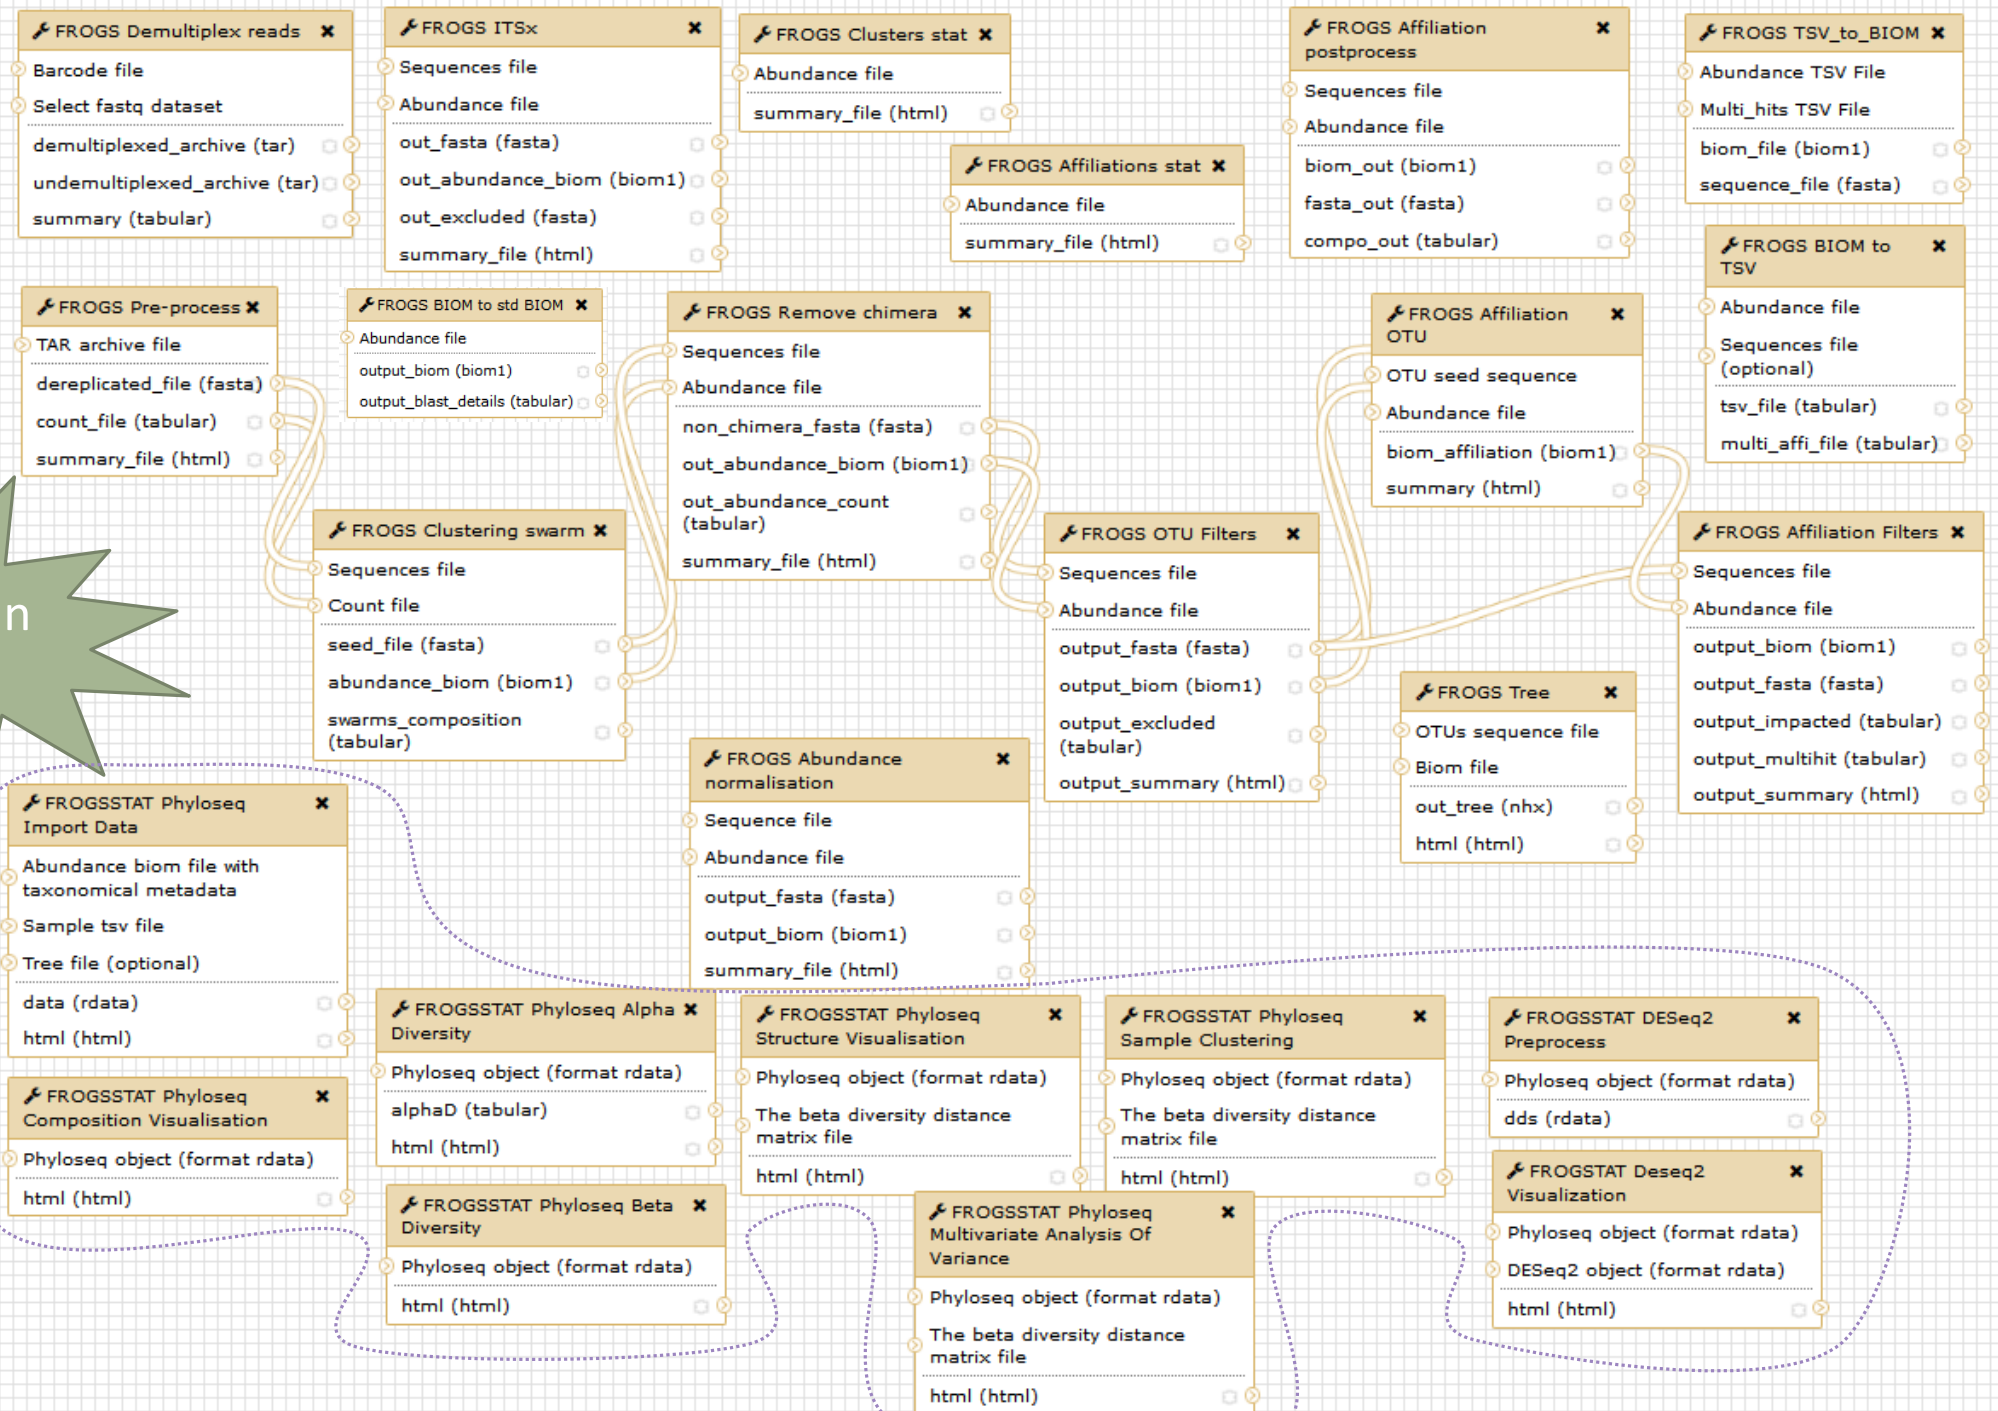 FROGS Demultiplex reads
Barcode file
Select fastq dataset
demultiplexed_archive (tar)
undemultiplexed_archive (tar)
summary (tabular)
FROGS ITSx
Sequences file
Abundance file
out_fasta (fasta)
out_abundance_biom (biom1)
out_excluded (fasta)
summary_file (html)
FROGS Clusters stat
Abundance file
summary_file (html)
FROGS Affiliations stat
Abundance file
summary_file (html)
FROGS Affiliation
postprocess
Sequences file
Abundance file
biom_out (biom1)
fasta_out (fasta)
compo_out (tabular)
FROGS TSV_to_BIOM
Abundance TSV File
Multi_hits TSV File
biom_file (biom1)
sequence_file (fasta)
FROGS BIOM to
TSV
Abundance file
Sequences file
(optional)
tsv_file (tabular)
multi_affi_file (tabular)
FROGS Pre-process
TAR archive file
dereplicated_file (fasta)
count_file (tabular)
summary_file (html)
FROGS BIOM to std BIOM
Abundance file
output_biom (biom1)
output_blast_details (tabular)
FROGS Remove chimera
Sequences file
Abundance file
non_chimera_fasta (fasta)
out_abundance_biom (biom1)
out_abundance_count
(tabular)
summary_file (html)
FROGS Affiliation
OTU
OTU seed sequence
Abundance file
biom_affiliation (biom1)
summary (html)
n
FROGS Clustering swarm
Sequences file
Count file
seed_file (fasta)
abundance_biom (biom1)
swarms_composition
(tabular)
FROGS OTU Filters
Sequences file
Abundance file
output_fasta (fasta)
output_biom (biom1)
output_excluded
(tabular)
output_summary (html)
FROGS Affiliation Filters
Sequences file
Abundance file
output_biom (biom1)
output_fasta (fasta)
output_impacted (tabular)
output_multihit (tabular)
output_summary (html)
FROGS Tree
OTUs sequence file
Biom file
out_tree (nhx)
html (html)
FROGS Abundance
normalisation
Sequence file
Abundance file
output_fasta (fasta)
output_biom (biom1)
summary_file (html)
FROGSSTAT Phyloseq
Import Data
Abundance biom file with
taxonomical metadata
Sample tsv file
Tree file (optional)
data (rdata)
html (html)
FROGSSTAT Phyloseq
Composition Visualisation
Phyloseq object (format rdata)
html (html)
FROGSSTAT Phyloseq Alpha
Diversity
Phyloseq object (format rdata)
alphaD (tabular)
html (html)
FROGSSTAT Phyloseq Beta
Diversity
Phyloseq object (format rdata)
html (html)
FROGSSTAT Phyloseq
Structure Visualisation
Phyloseq object (format rdata)
The beta diversity distance
matrix file
html (html)
FROGSSTAT Phyloseq
Sample Clustering
Phyloseq object (format rdata)
The beta diversity distance
matrix file
html (html)
FROGSSTAT Phyloseq
Multivariate Analysis Of
Variance
Phyloseq object (format rdata)
The beta diversity distance
matrix file
html (html)
FROGSSTAT DESeq2
Preprocess
Phyloseq object (format rdata)
dds (rdata)
FROGSTAT Deseq2
Visualization
Phyloseq object (format rdata)
DESeq2 object (format rdata)
html (html)